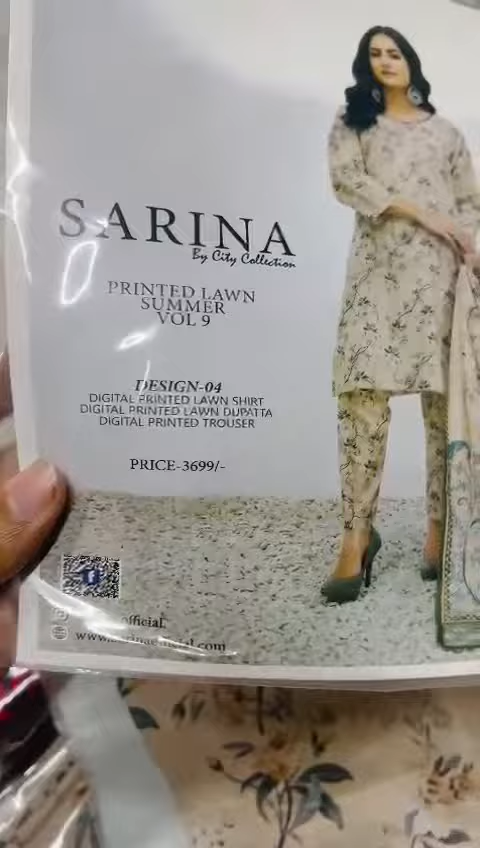 SARINA
By City Collection
PRINTED LAWN
SUMMER
VOL 9
DESIGN-04
DIGITAL PRINTED LAWN SHIRT
DIGITAL PRINTED LAWN DUPATTA
DIGITAL PRINTED TROUSER
PRICE-3699/-
f
official.